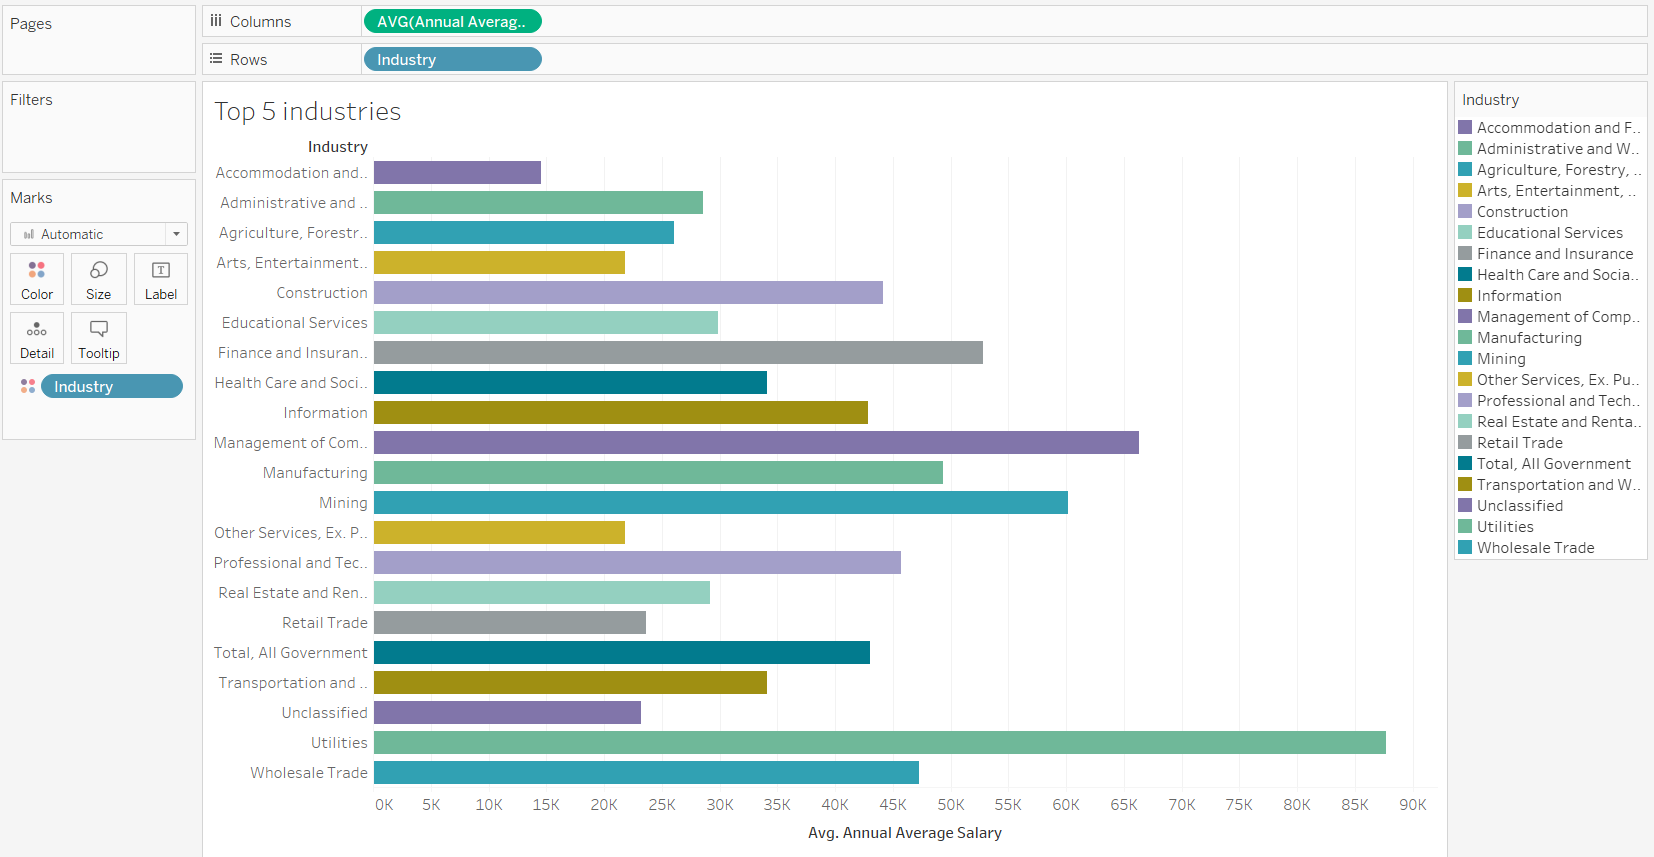 Pages
Columns
AVG(Annual Averag..
Rows
Industry
Filters
Marks
Automatic
Color
Size
Label
Detail
Tooltip
Industry
Top 5 industries
Industry
Accommodation and..
Administrative and ..
Agriculture, Forestr..
Arts, Entertainment..
Construction
Educational Services
Finance and Insuran..
Health Care and Soci..
Information
Management of Com..
Manufacturing
Mining
Other Services, Ex. P..
Professional and Tec..
Real Estate and Ren..
Retail Trade
Total, All Government
Transportation and ..
Unclassified
Utilities
Wholesale Trade
0K 5K 10K 15K 20K 25K 30K 35K 40K 45K 50K 55K 60K 65K 70K 75K 80K 85K 90K
Avg. Annual Average Salary
Industry
Accommodation and F..
Administrative and W..
Agriculture, Forestry, ..
Arts, Entertainment, ..
Construction
Educational Services
Finance and Insurance
Health Care and Socia..
Information
Management of Comp..
Manufacturing
Mining
Other Services, Ex. Pu..
Professional and Tech..
Real Estate and Renta..
Retail Trade
Total, All Government
Transportation and W..
Unclassified
Utilities
Wholesale Trade